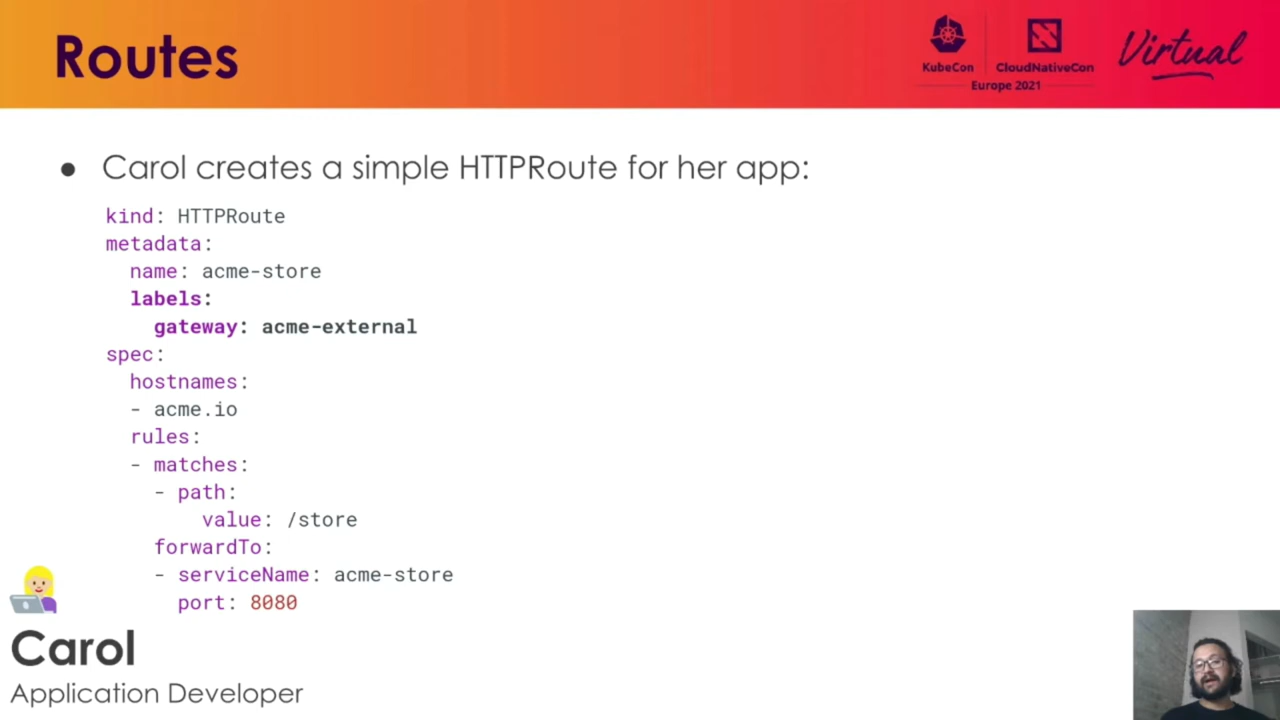 Routes
KubeCon
CloudNativeCon
Europe 2021
Virtual
● Carol creates a simple HTTPRoute for her app:
kind: HTTPRoute
metadata:
  name: acme-store
  labels:
    gateway: acme-external
spec:
  hostnames:
  - acme.io
  rules:
  - matches:
    - path:
        value: /store
    forwardTo:
    - serviceName: acme-store
      port: 8080
Carol
Application Developer